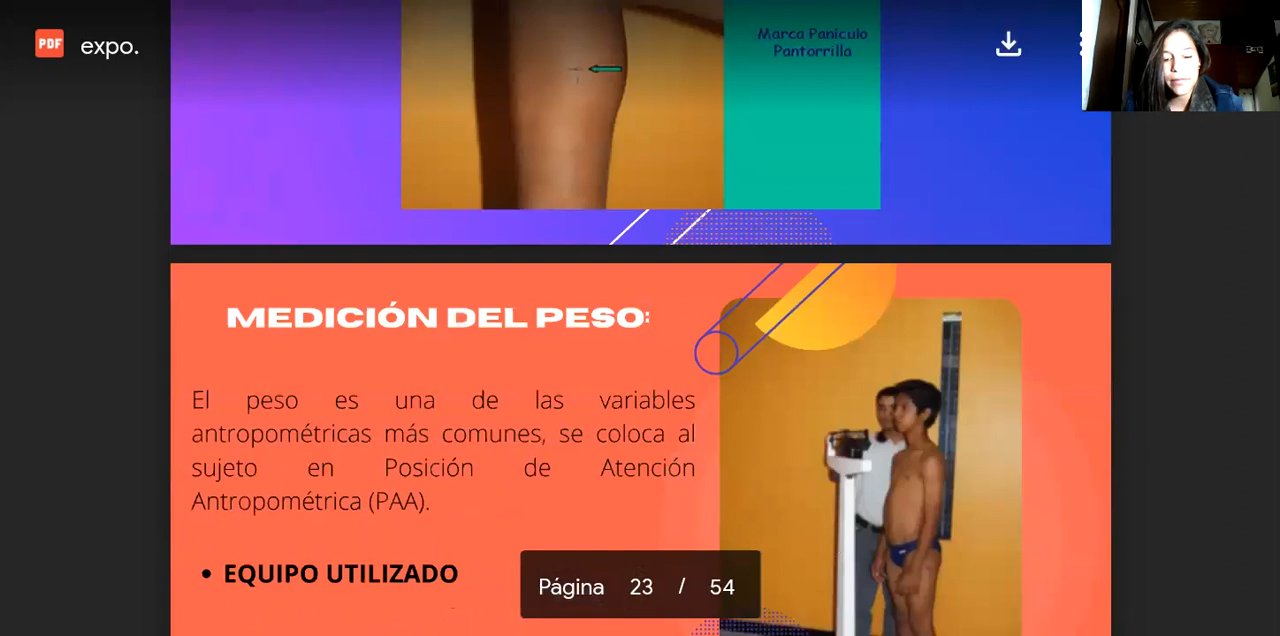 PDF expo.
Marca Panículo
Pantorrilla
MEDICIÓN DEL PESO:
El peso es una de las variables
antropométricas más comunes, se coloca al
sujeto en Posición de Atención
Antropométrica (PAA).
• EQUIPO UTILIZADO
Página 23 / 54